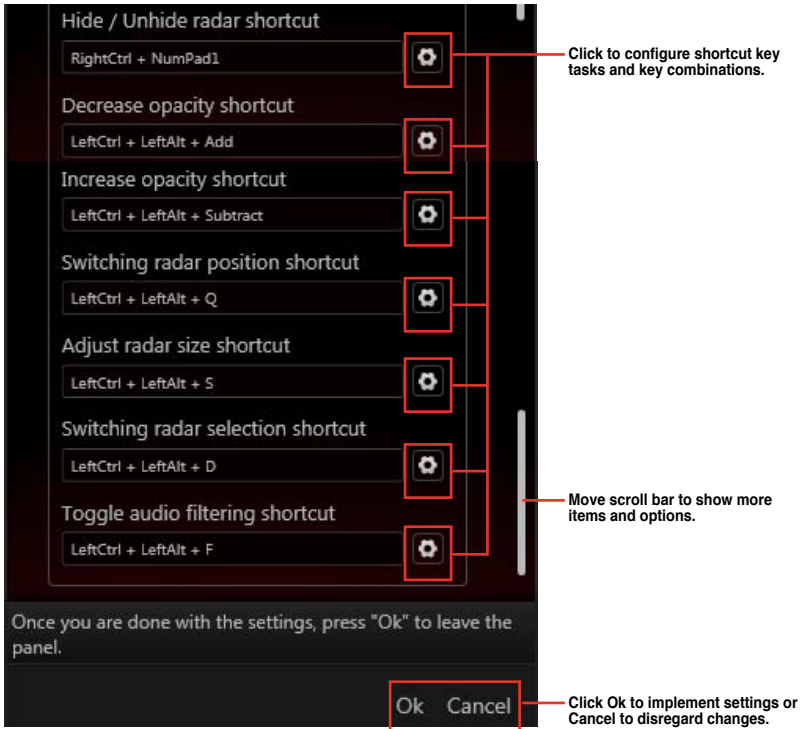 Hide / Unhide radar shortcut
RightCtrl + NumPad1
Click to configure shortcut key
tasks and key combinations.
Decrease opacity shortcut
LeftCtrl + LeftAlt + Add
Increase opacity shortcut
LeftCtrl + LeftAlt + Subtract
Switching radar position shortcut
LeftCtrl + LeftAlt + Q
Adjust radar size shortcut
LeftCtrl + LeftAlt + S
Switching radar selection shortcut
LeftCtrl + LeftAlt + D
Move scroll bar to show more
items and options.
Toggle audio filtering shortcut
LeftCtrl + LeftAlt + F
Once you are done with the settings, press "Ok" to leave the
panel.
Ok Cancel
Click Ok to implement settings or
Cancel to disregard changes.